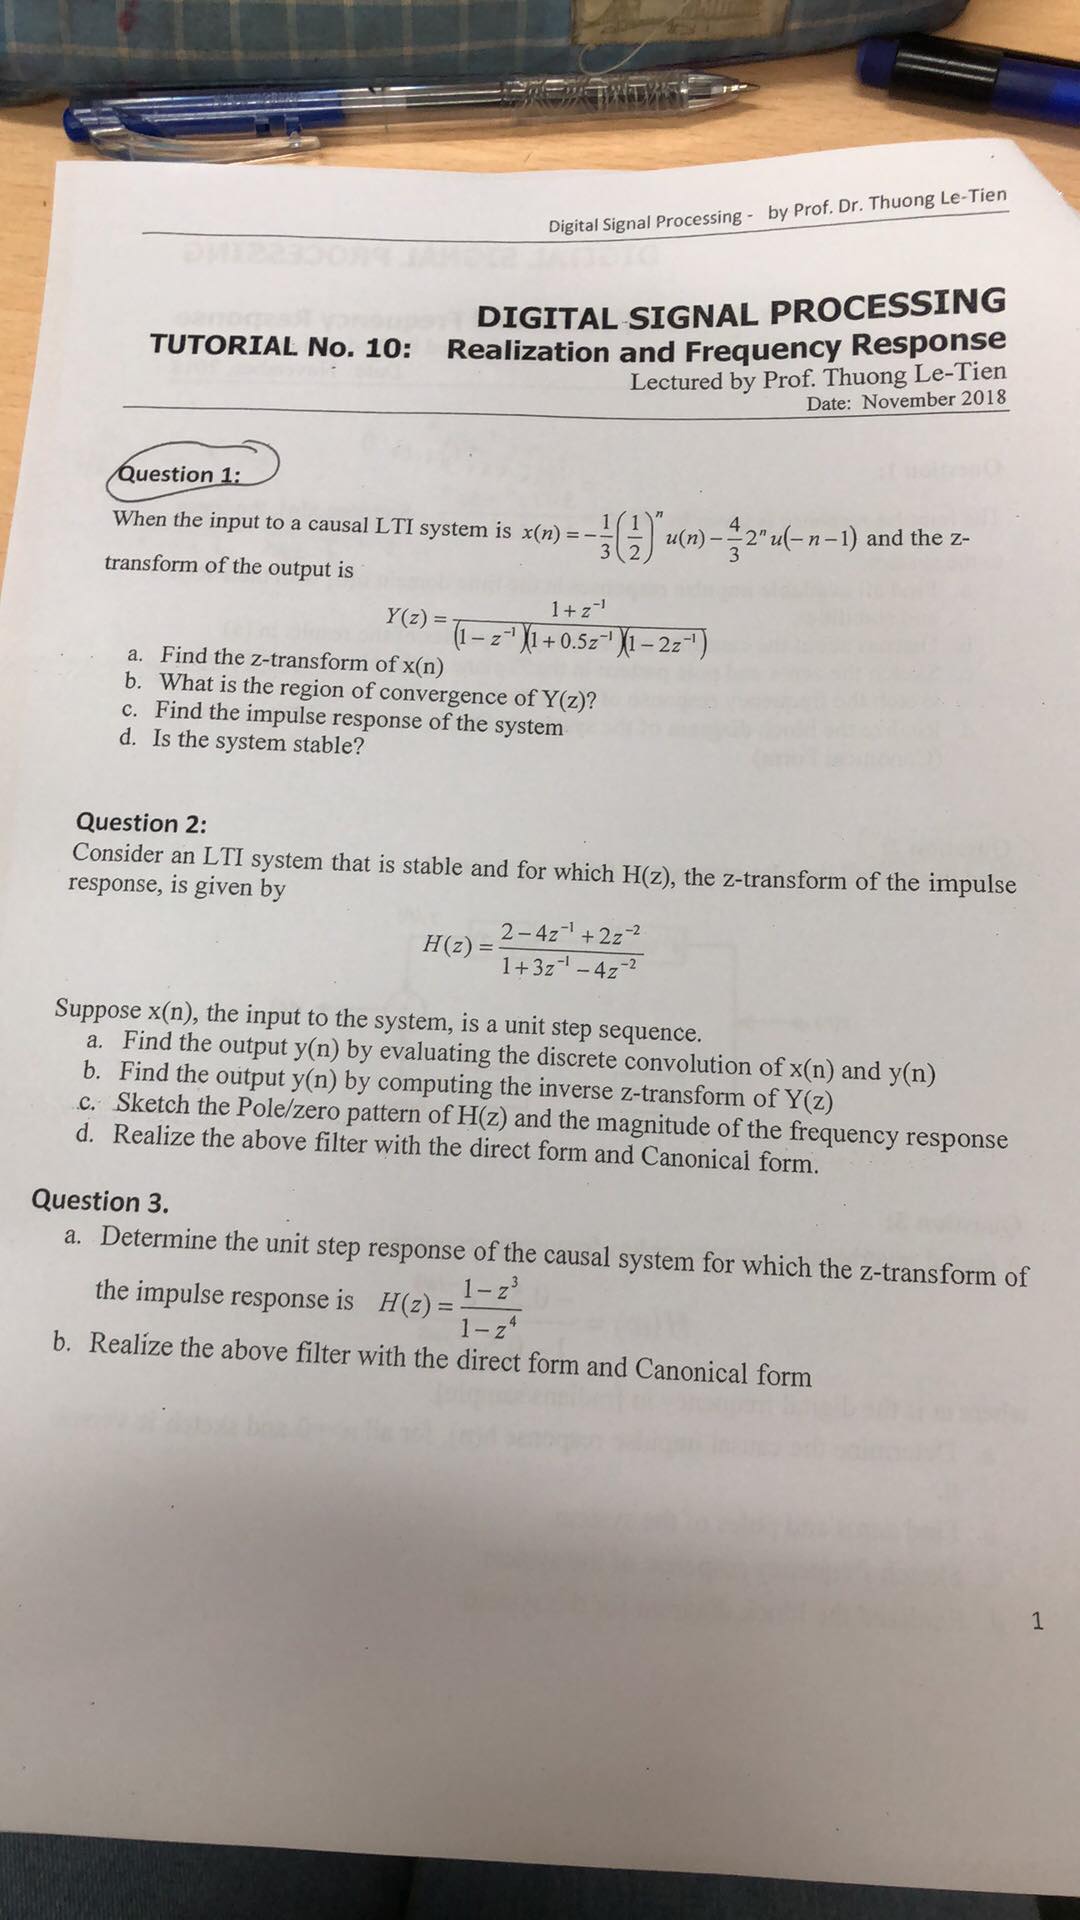 Digital Signal Processing - by Prof. Dr. Thuong Le-Tien
DIGITAL SIGNAL PROCESSING
TUTORIAL No. 10: Realization and Frequency Response
Lectured by Prof. Thuong Le-Tien
Date: November 2018
Question 1:
When the input to a causal LTI system is x(n) = -1/3 (1/2)^n u(n) - 4/3 2^n u(-n-1) and the z-
transform of the output is
Y(z) = (1+z^-1) / ((1-z^-1)(1+0.5z^-1)(1-2z^-1))
a. Find the z-transform of x(n)
b. What is the region of convergence of Y(z)?
c. Find the impulse response of the system
d. Is the system stable?
Question 2:
Consider an LTI system that is stable and for which H(z), the z-transform of the impulse
response, is given by
H(z) = (2-4z^-1+2z^-2) / (1+3z^-1-4z^-2)
Suppose x(n), the input to the system, is a unit step sequence.
a. Find the output y(n) by evaluating the discrete convolution of x(n) and y(n)
b. Find the output y(n) by computing the inverse z-transform of Y(z)
c. Sketch the Pole/zero pattern of H(z) and the magnitude of the frequency response
d. Realize the above filter with the direct form and Canonical form.
Question 3.
a. Determine the unit step response of the causal system for which the z-transform of
the impulse response is H(z) = (1-z^3) / (1-z^4)
b. Realize the above filter with the direct form and Canonical form
1